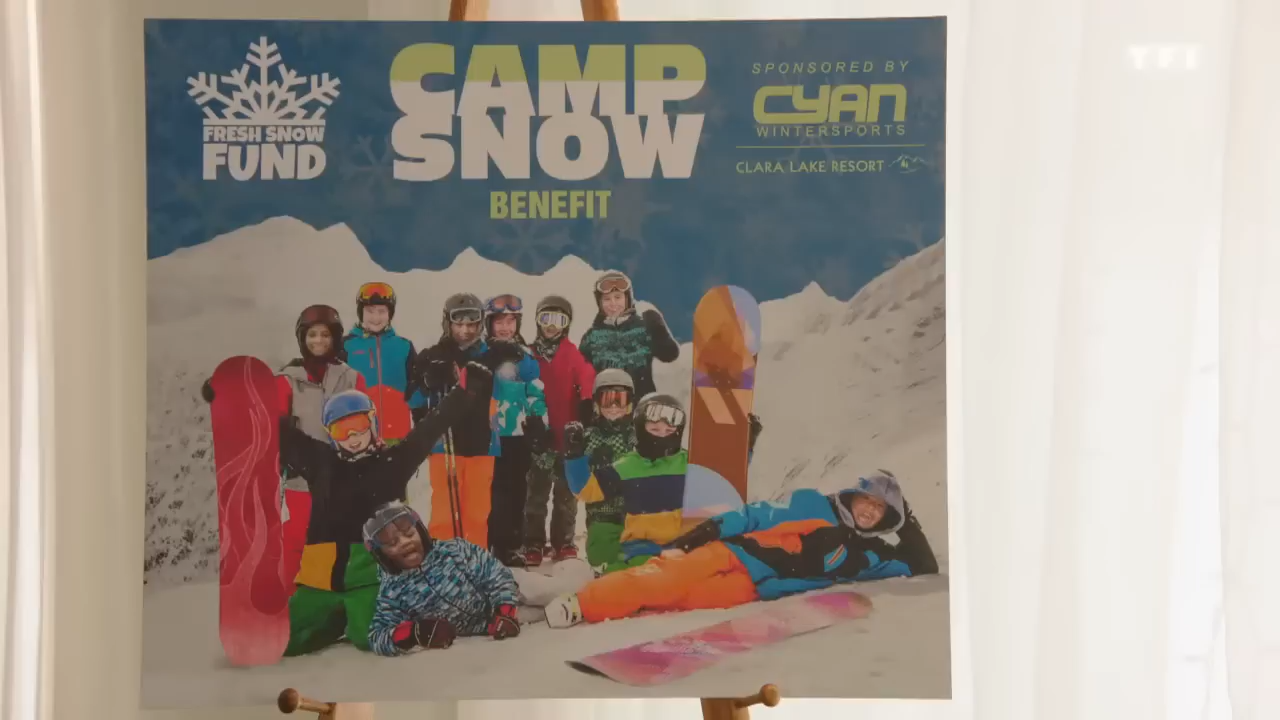 FRESH SNOW
FUND
CAMP
SNOW
BENEFIT
SPONSORED BY
CYAN
WINTERSPORTS
CLARA LAKE RESORT
TF1